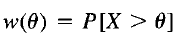 w(θ) = P[X > θ]